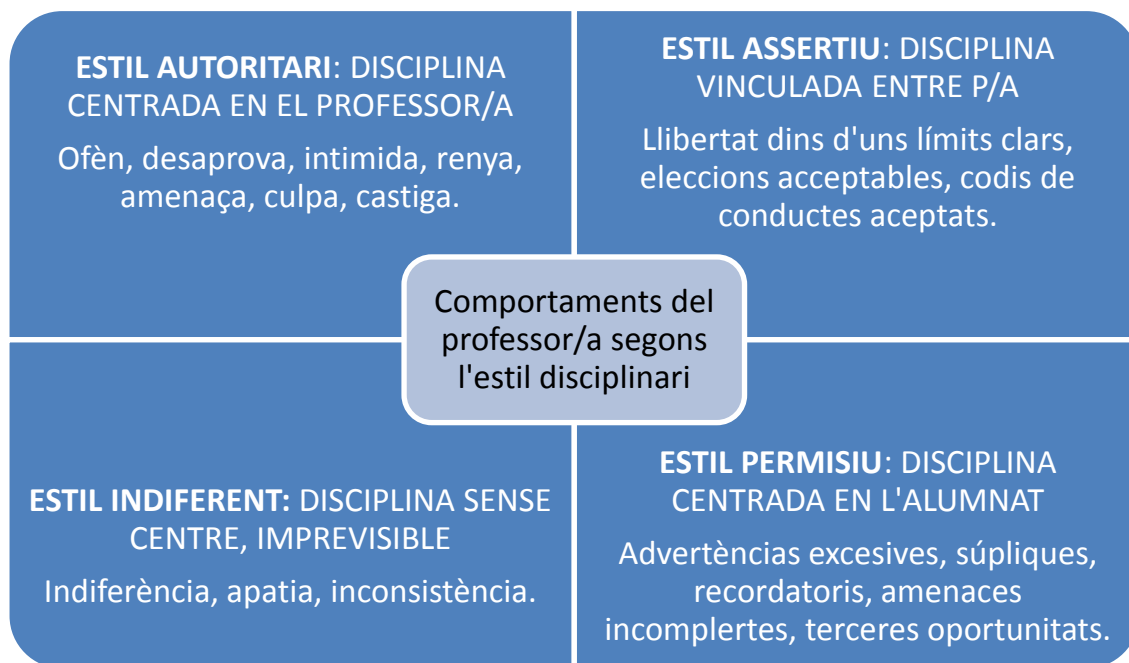 ESTIL AUTORITARI: DISCIPLINA
CENTRADA EN EL PROFESSOR/A
Ofèn, desaprova, intimida, renya,
amenaça, culpa, castiga.
ESTIL ASSERTIU: DISCIPLINA
VINCULADA ENTRE P/A
Llibertat dins d'uns límits clars,
eleccions acceptables, codis de
conductes aceptats.
Comportaments del
professor/a segons
l'estil disciplinari
ESTIL INDIFERENT: DISCIPLINA SENSE
CENTRE, IMPREVISIBLE
Indiferència, apatia, inconsistència.
ESTIL PERMISIU: DISCIPLINA
CENTRADA EN L'ALUMNAT
Advertències excesives, súpliques,
recordatoris, amenaces
incomplertes, terceres oportunitats.